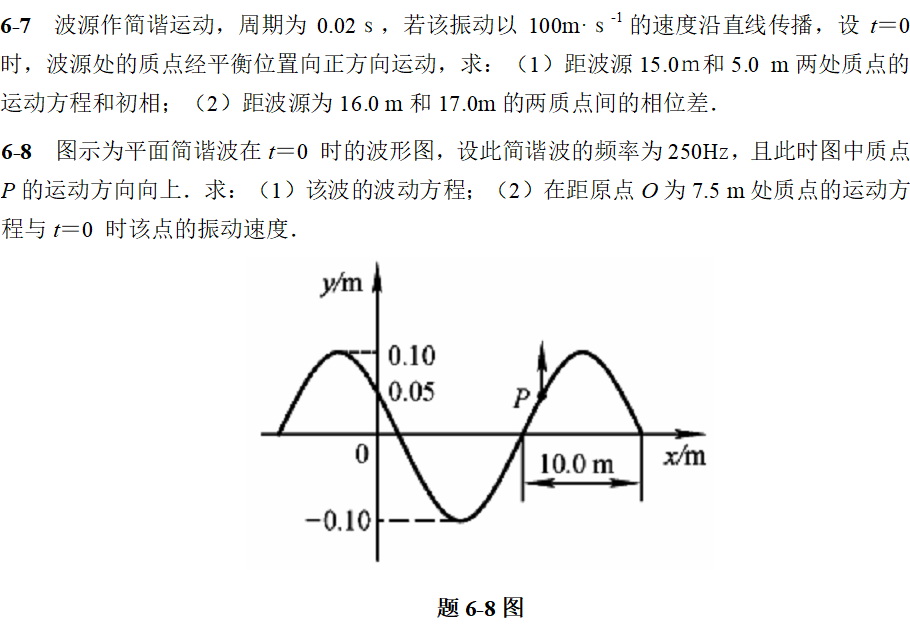 6-7 波源作简谐运动，周期为 0.02 s，若该振动以 100m· s⁻¹ 的速度沿直线传播，设 t＝0
时，波源处的质点经平衡位置向正方向运动，求：（1）距波源 15.0m和 5.0 m 两处质点的
运动方程和初相；（2）距波源为 16.0 m 和 17.0m 的两质点间的相位差．
6-8 图示为平面简谐波在 t＝0 时的波形图，设此简谐波的频率为 250Hz，且此时图中质点
P 的运动方向向上．求：（1）该波的波动方程；（2）在距原点 O 为 7.5 m 处质点的运动方
程与 t＝0 时该点的振动速度．
y/m
0.10
0.05
P
0
10.0 m
x/m
−0.10
题 6-8 图